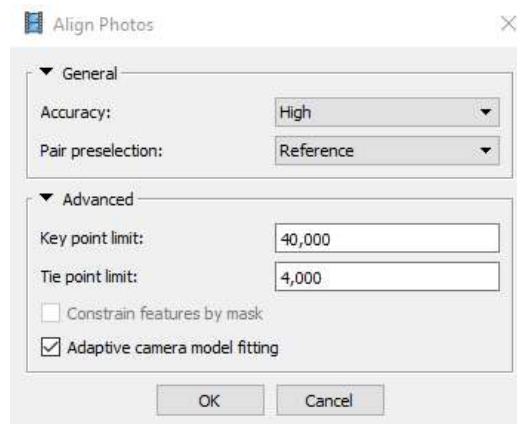 Align Photos
General
Accuracy: High
Pair preselection: Reference
Advanced
Key point limit: 40,000
Tie point limit: 4,000
Constrain features by mask
Adaptive camera model fitting
OK Cancel